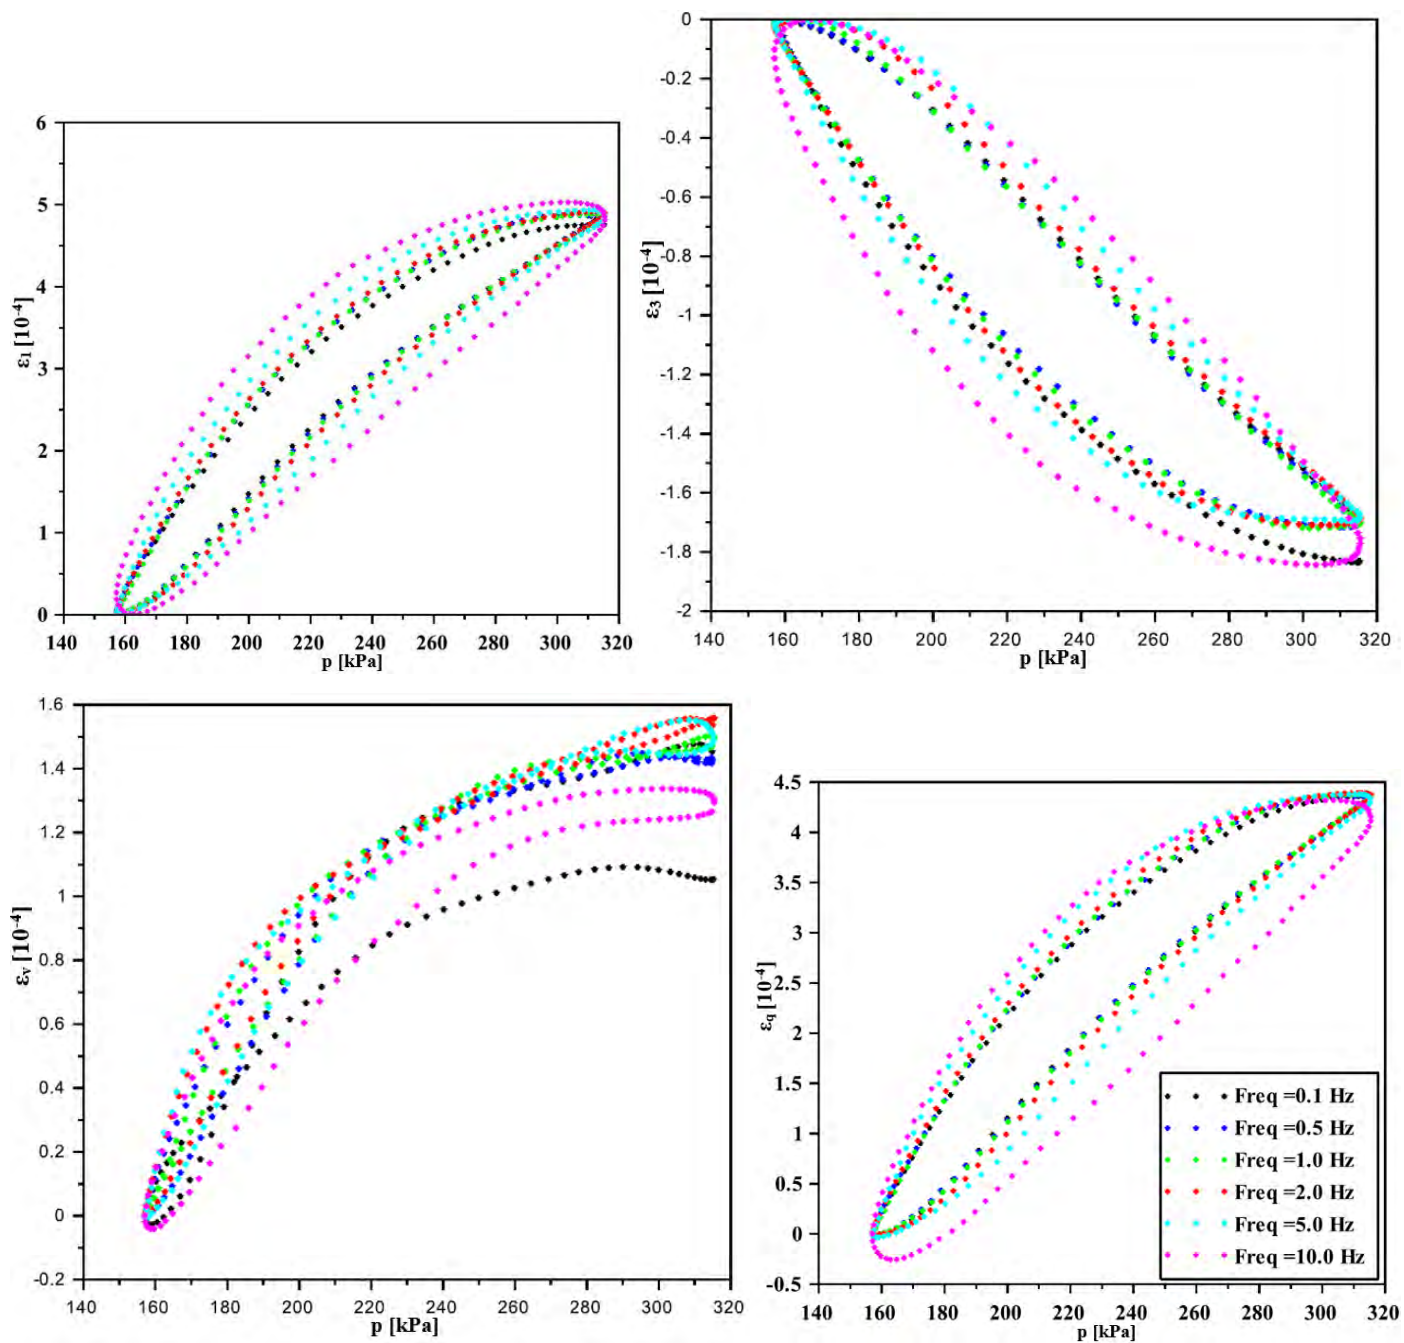 6
5
4
3
2
1
0
140 160 180 200 220 240 260 280 300 320
ε1 [10-4]
p [kPa]
0
-0.2
-0.4
-0.6
-0.8
-1
-1.2
-1.4
-1.6
-1.8
-2
140 160 180 200 220 240 260 280 300 320
ε3 [10-4]
p [kPa]
1.6
1.4
1.2
1
0.8
0.6
0.4
0.2
0
-0.2
140 160 180 200 220 240 260 280 300 320
εv [10-4]
p [kPa]
4.5
4
3.5
3
2.5
2
1.5
1
0.5
0
-0.5
140 160 180 200 220 240 260 280 300 320
εq [10-4]
p [kPa]
Freq =0.1 Hz
Freq =0.5 Hz
Freq =1.0 Hz
Freq =2.0 Hz
Freq =5.0 Hz
Freq =10.0 Hz